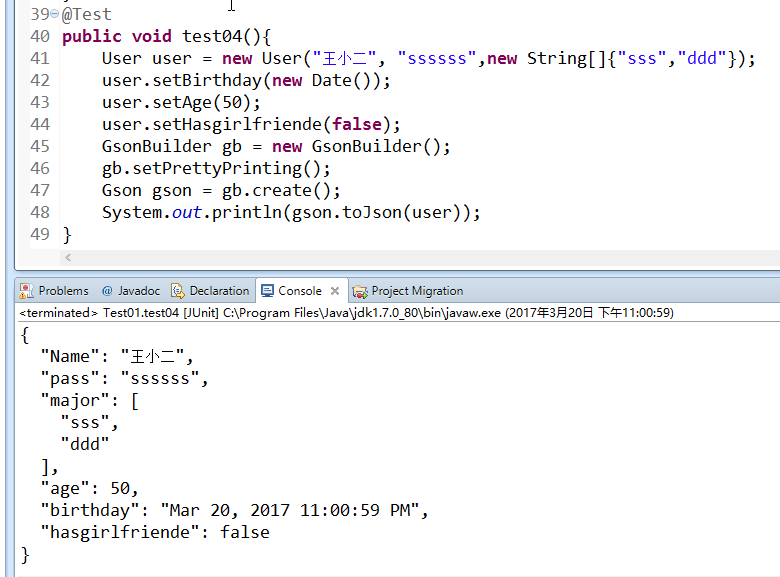 39 @Test
40 public void test04(){
41     User user = new User("王小二", "ssssss",new String[]{"sss","ddd"});
42     user.setBirthday(new Date());
43     user.setAge(50);
44     user.setHasgirlfriende(false);
45     GsonBuilder gb = new GsonBuilder();
46     gb.setPrettyPrinting();
47     Gson gson = gb.create();
48     System.out.println(gson.toJson(user));
49 }
Problems @ Javadoc Declaration Console Project Migration
<terminated> Test01.test04 [JUnit] C:\Program Files\Java\jdk1.7.0_80\bin\javaw.exe (2017年3月20日 下午11:00:59)
{
  "Name": "王小二",
  "pass": "ssssss",
  "major": [
    "sss",
    "ddd"
  ],
  "age": 50,
  "birthday": "Mar 20, 2017 11:00:59 PM",
  "hasgirlfriende": false
}